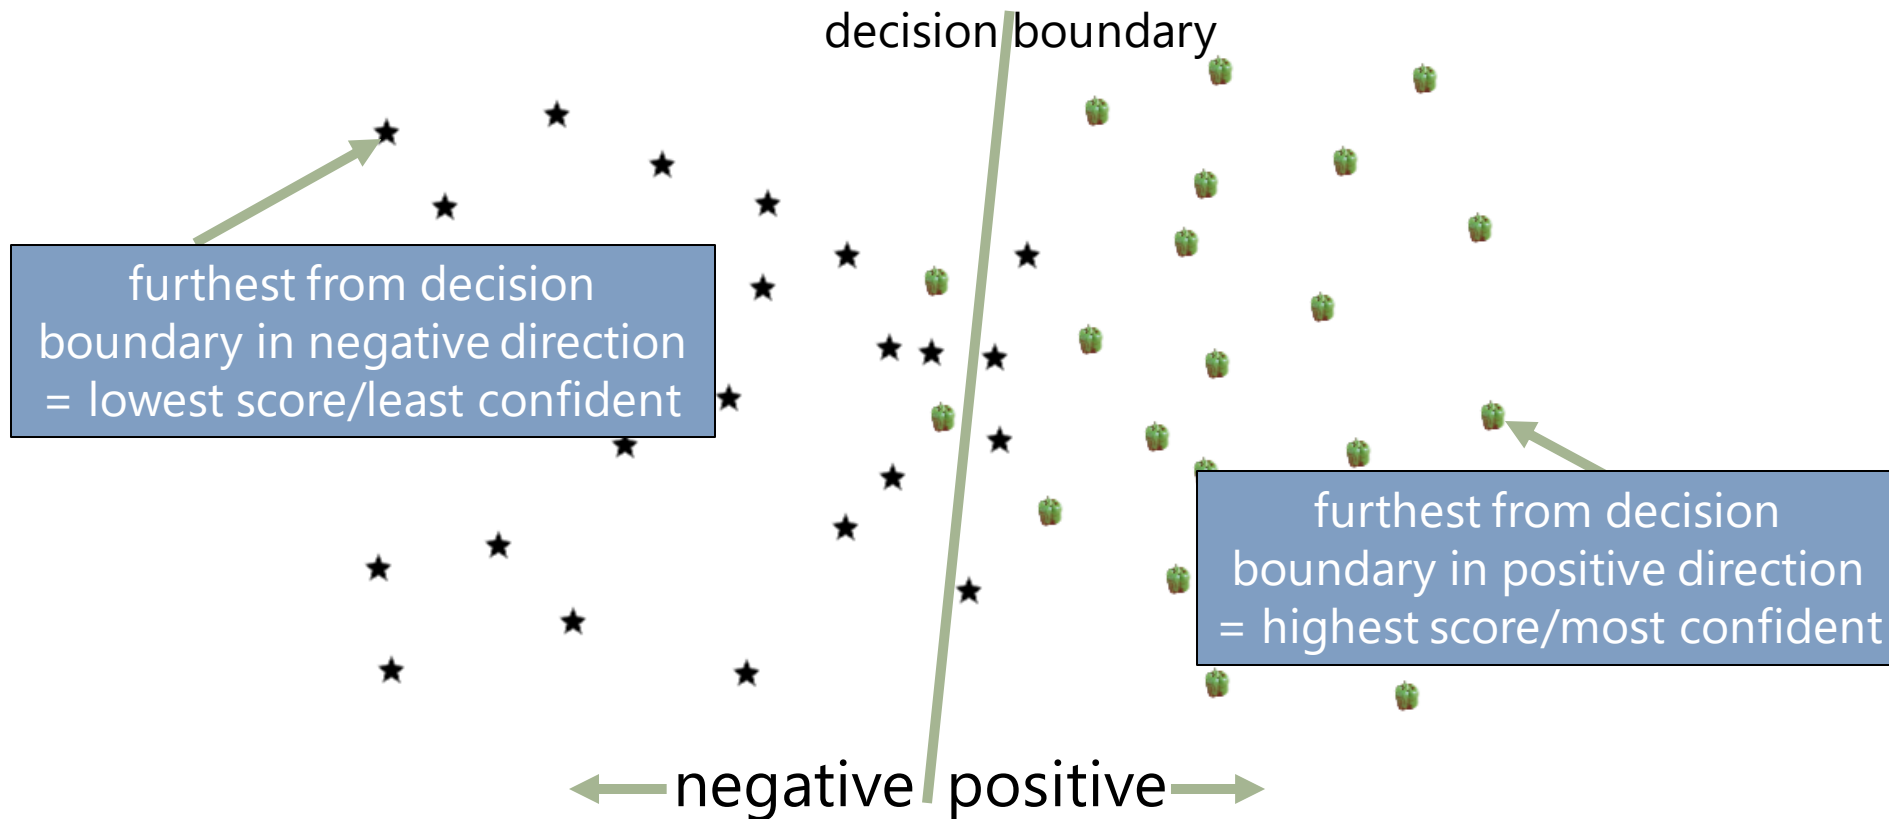 decision boundary
furthest from decision
boundary in negative direction
= lowest score/least confident
furthest from decision
boundary in positive direction
= highest score/most confident
negative positive